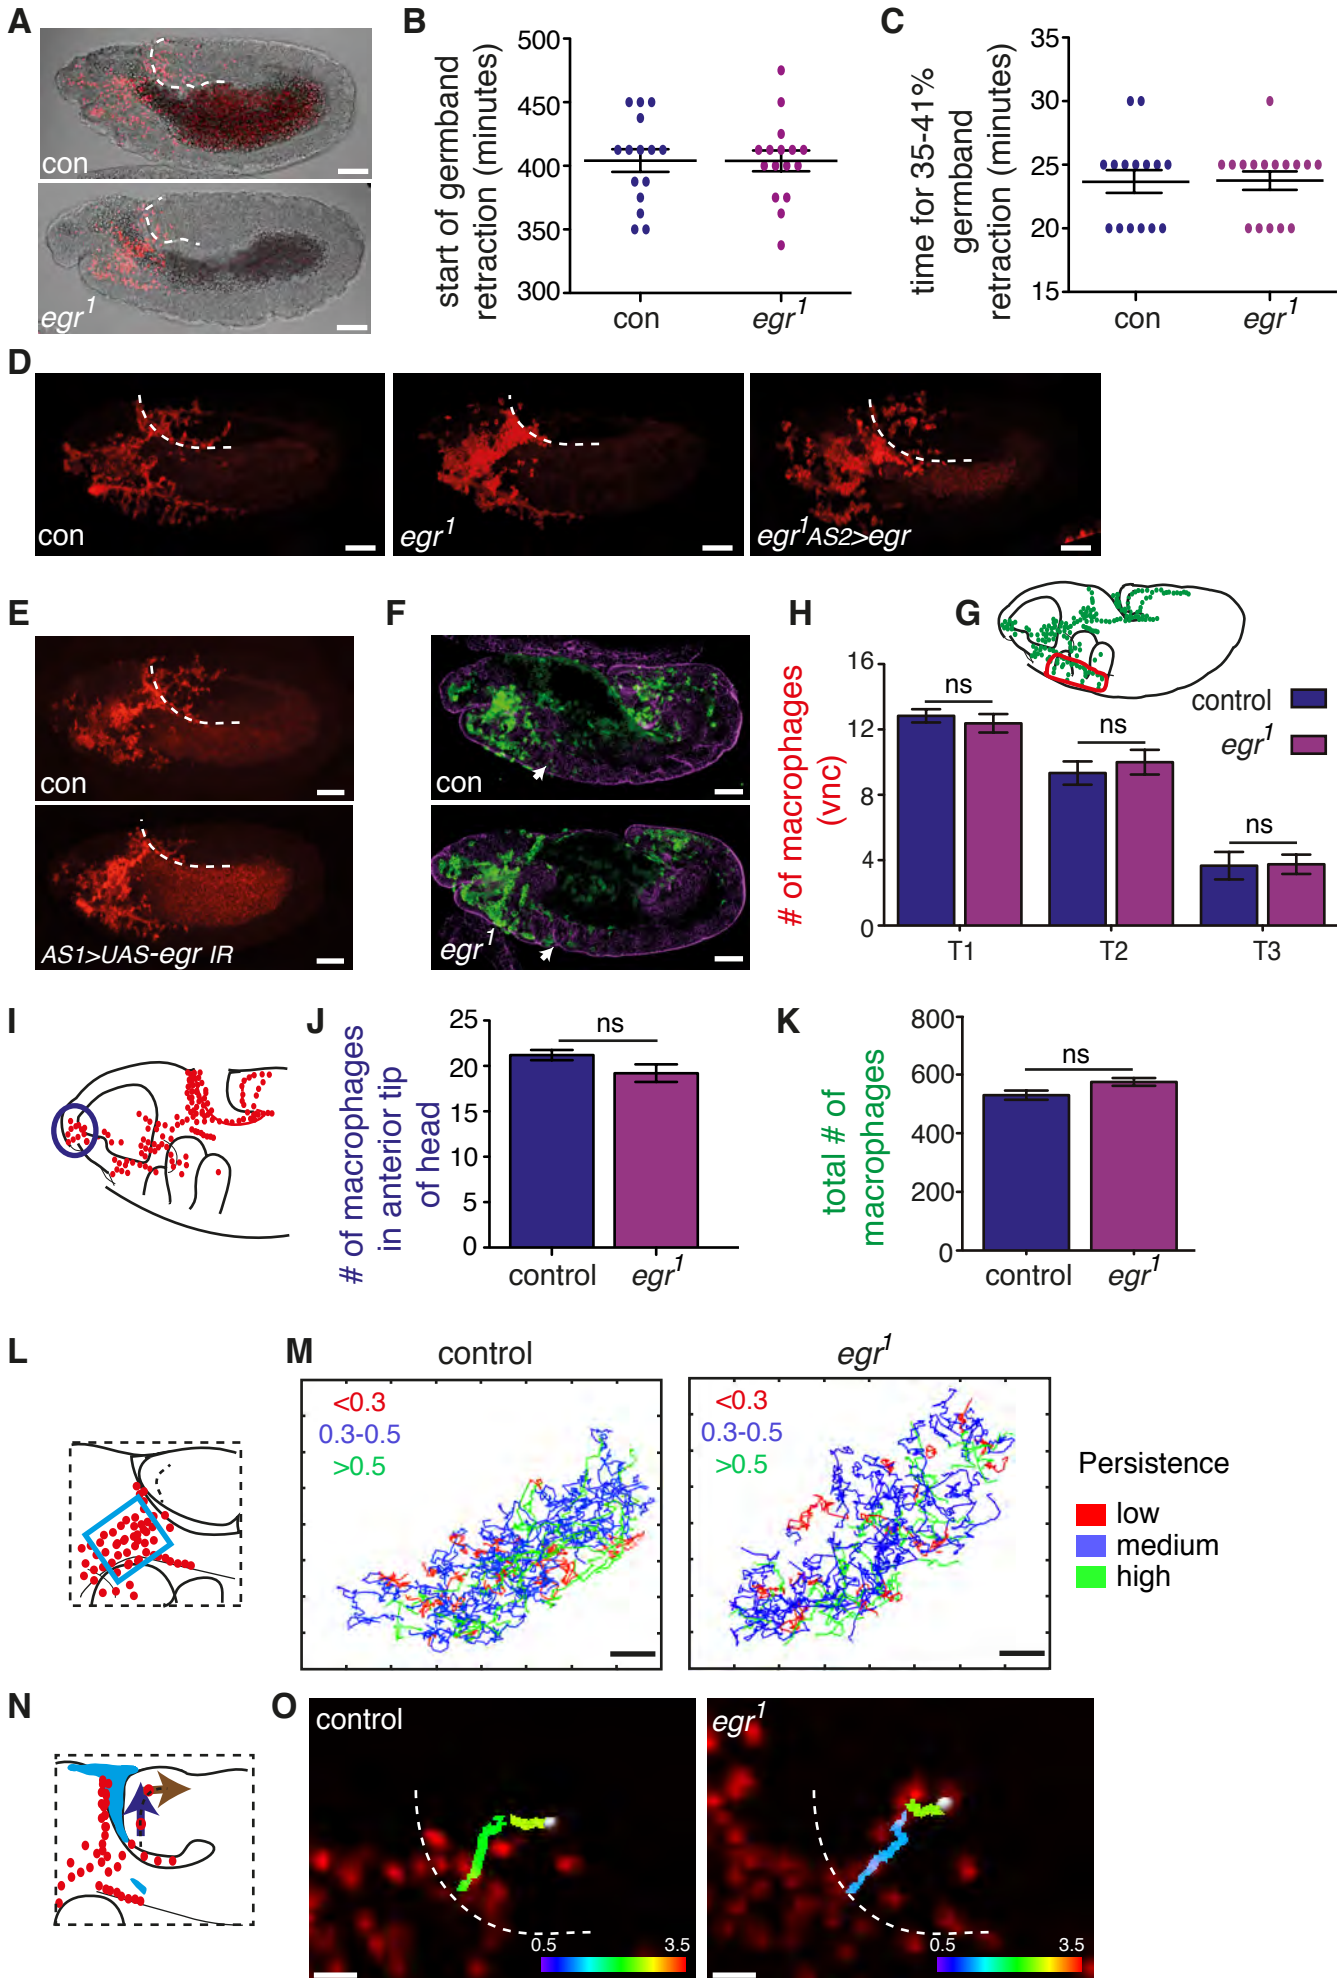 A
con
egr1
B
start of germband
retraction (minutes)
500
450
400
350
300
con
egr1
C
time for 35-41%
germband
retraction (minutes)
35
30
25
20
15
con
egr1
D
con
egr1
egr1AS2>egr
E
con
AS1>UAS-egr IR
F
con
egr1
H
# of macrophages
(vnc)
16
12
8
4
0
ns
ns
ns
T1
T2
T3
G
control
egr1
I
J
# of macrophages
in anterior tip
of head
25
20
15
10
5
0
ns
control
egr1
K
total # of
macrophages
800
600
400
200
0
ns
control
egr1
L
M
control
<0.3
0.3-0.5
>0.5
egr1
<0.3
0.3-0.5
>0.5
Persistence
low
medium
high
N
O
control
0.5
3.5
egr1
0.5
3.5